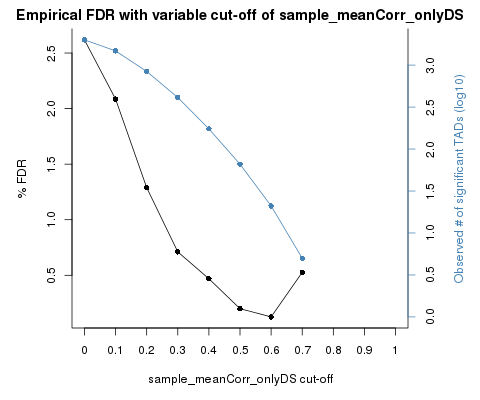 Empirical FDR with variable cut-off of sample_meanCorr_onlyDS
2.5
2.0
1.5
1.0
0.5
% FDR
3.0
2.5
2.0
1.5
1.0
0.5
0.0
Observed # of significant TADs (log10)
0 0.1 0.2 0.3 0.4 0.5 0.6 0.7 0.8 0.9 1
sample_meanCorr_onlyDS cut-off